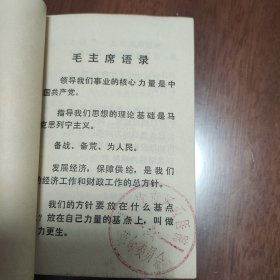 毛主席语录
领导我们事业的核心力量是中
国共产党。
指导我们思想的理论基础是马
克思列宁主义。
备战、备荒、为人民。
发展经济，保障供给，是我们
的经济工作和财政工作的总方针。
我们的方针要放在什么基点
放在自己力量的基点上，叫做
力更生。